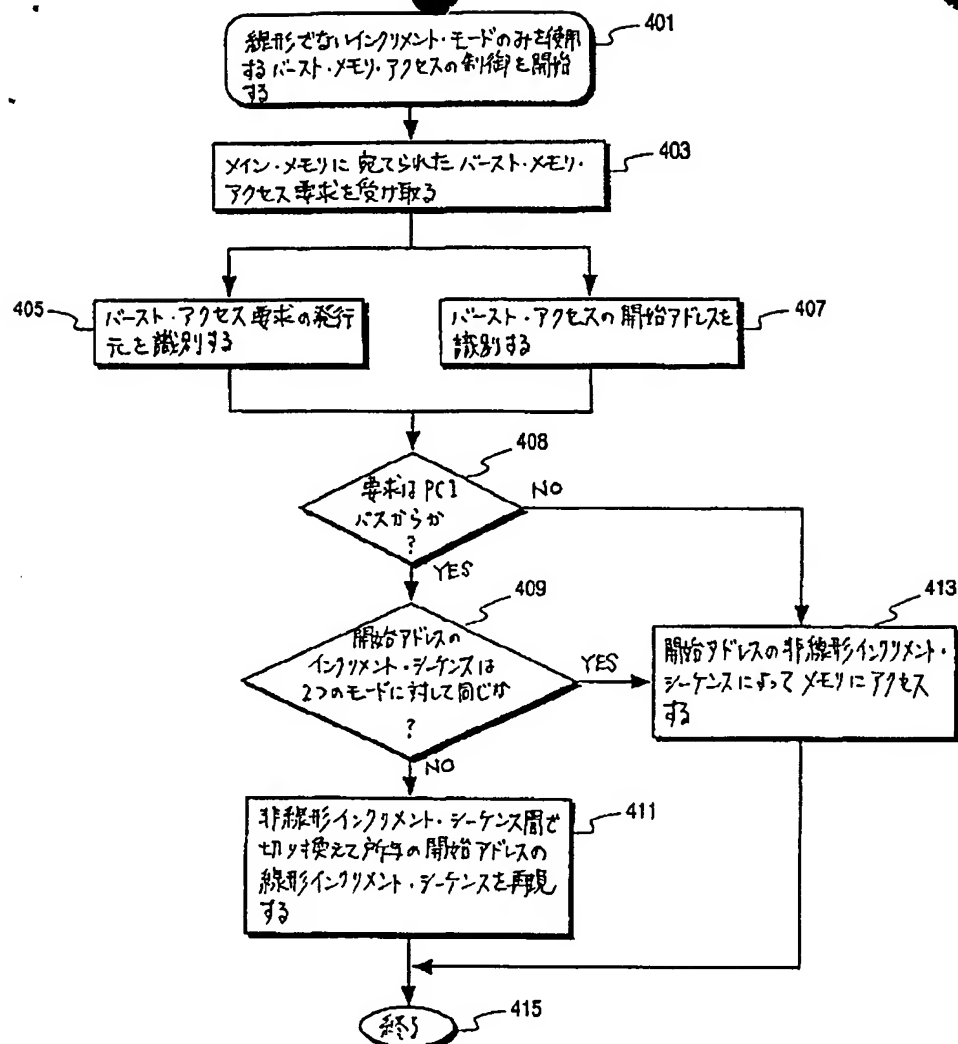 線形でないインクリメント・モードのみを使用
するバースト・メモリ・アクセスの制御を開始
する
401
メイン・メモリに宛てられたバースト・メモリ・
アクセス要求を受け取る
403
405
バースト・アクセス要求の発行
元を識別する
バースト・アクセスの開始アドレスを
識別する
407
408
要求はPCI
バスからか
?
NO
YES
409
開始アドレスの
インクリメント・シーケンスは
2つのモードに対して同じか
?
YES
NO
413
開始アドレスの非線形インクリメント・
シーケンスによってメモリにアクセス
する
非線形インクリメント・シーケンス間で
切り換えて所与の開始アドレスの
線形インクリメント・シーケンスを再現
する
411
終了
415